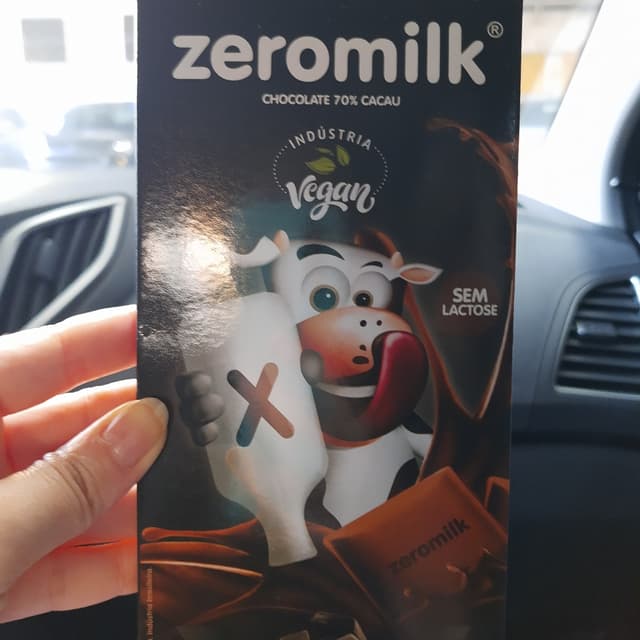 zeromilk®
CHOCOLATE 70% CACAU
INDÚSTRIA
Vegan
SEM
LACTOSE
X
zeromilk